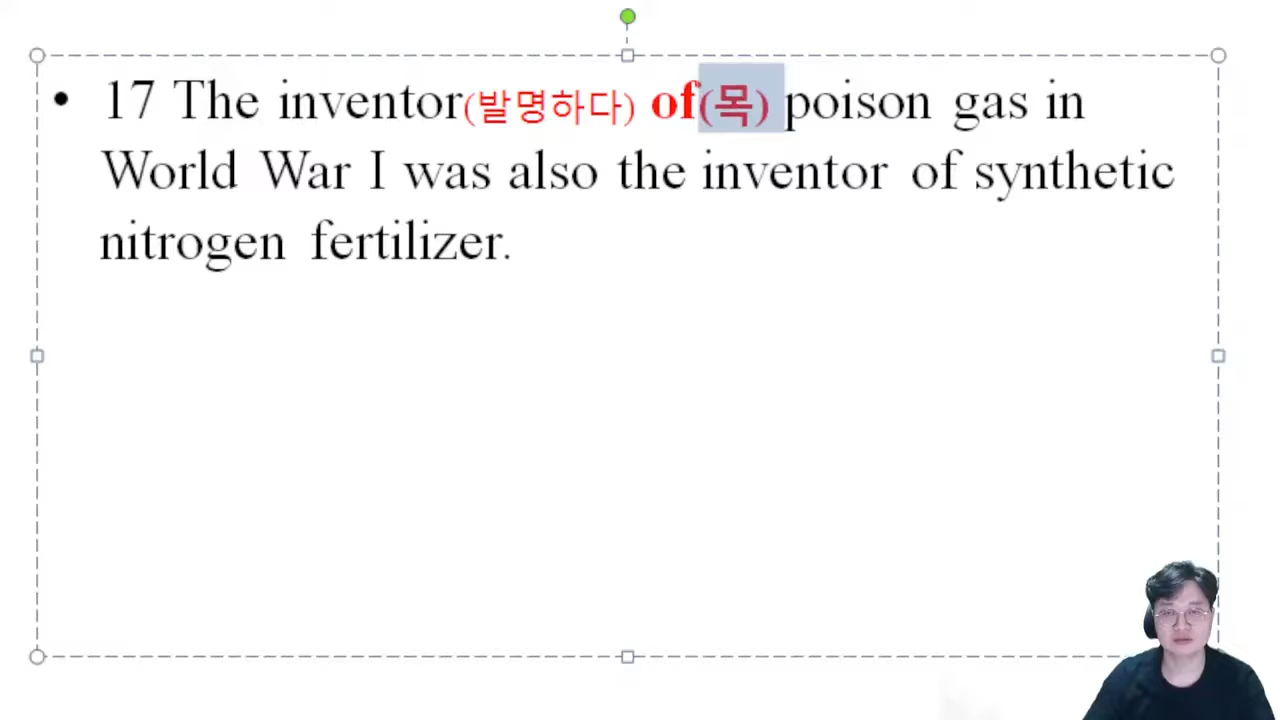 • 17 The inventor(발명하다) of(목) poison gas in
World War I was also the inventor of synthetic
nitrogen fertilizer.